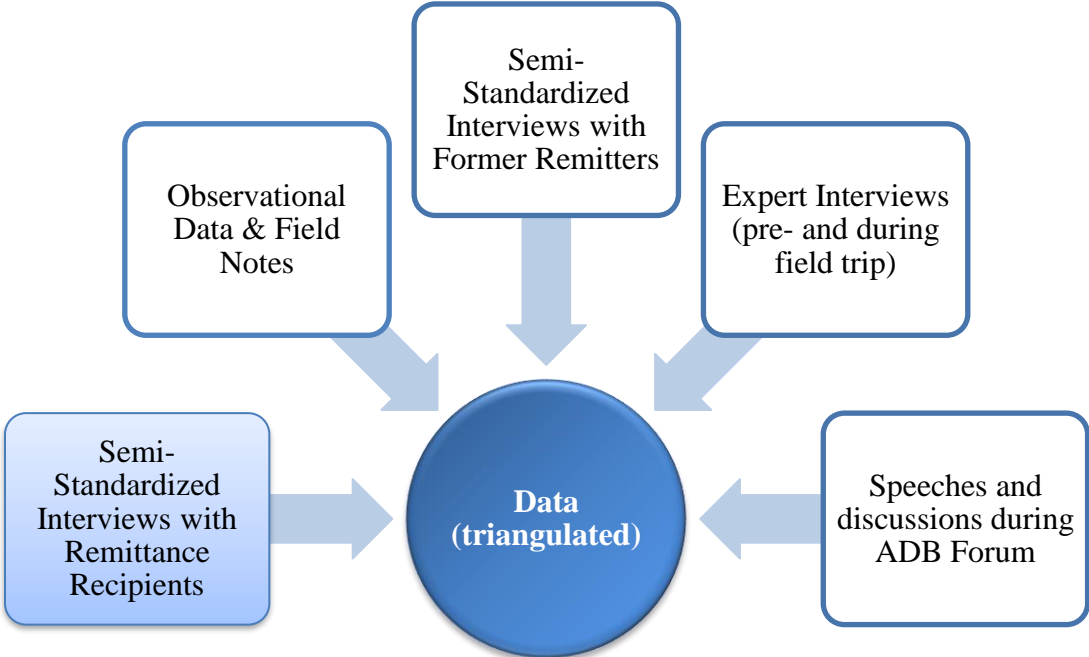 Semi-
Standardized
Interviews with
Former Remitters
Observational
Data & Field
Notes
Expert Interviews
(pre- and during
field trip)
Semi-
Standardized
Interviews with
Remittance
Recipients
Data
(triangulated)
Speeches and
discussions during
ADB Forum